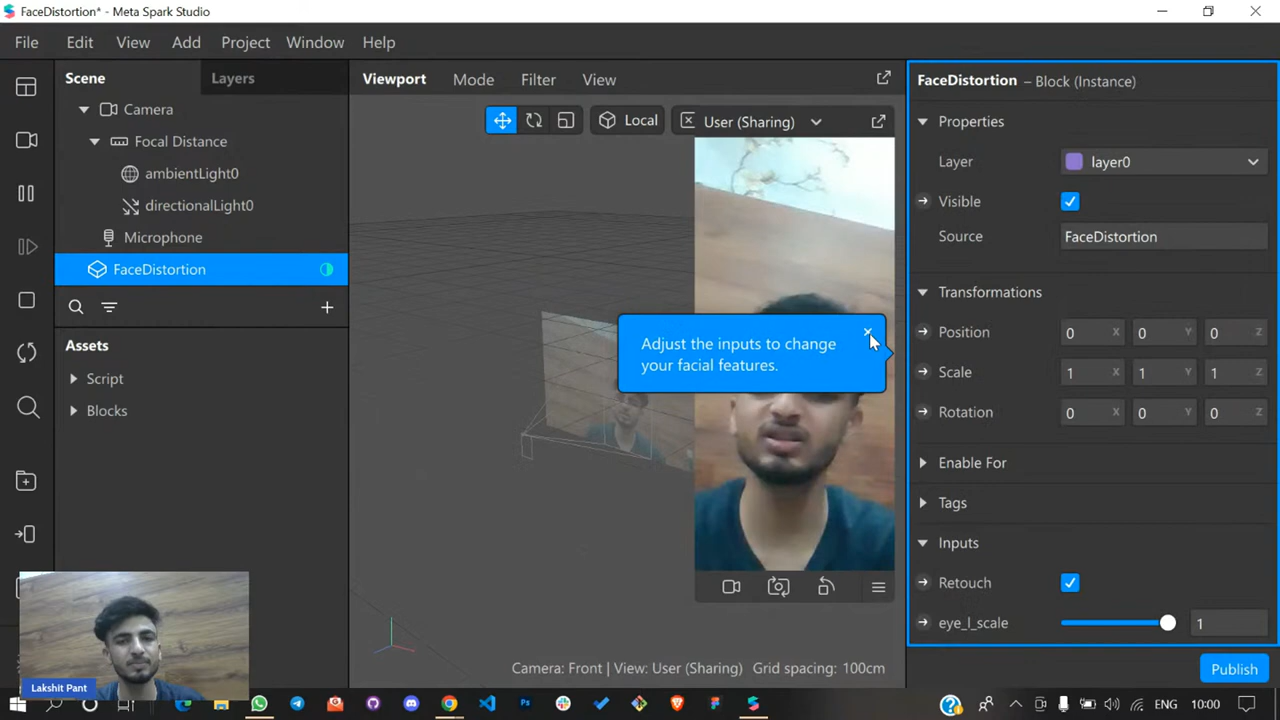 FaceDistortion* - Meta Spark Studio
File Edit View Add Project Window Help
Scene Layers
Camera
Focal Distance
ambientLight0
directionalLight0
Microphone
FaceDistortion
Assets
Script
Blocks
Viewport Mode Filter View
Local
User (Sharing)
Adjust the inputs to change
your facial features.
Camera: Front | View: User (Sharing) Grid spacing: 100cm
FaceDistortion – Block (Instance)
Properties
Layer layer0
Visible
Source FaceDistortion
Transformations
Position 0 X 0 Y 0 Z
Scale 1 X 1 Y 1 Z
Rotation 0 X 0 Y 0 Z
Enable For
Tags
Inputs
Retouch
eye_l_scale 1
Publish
Lakshit Pant
ENG 10:00